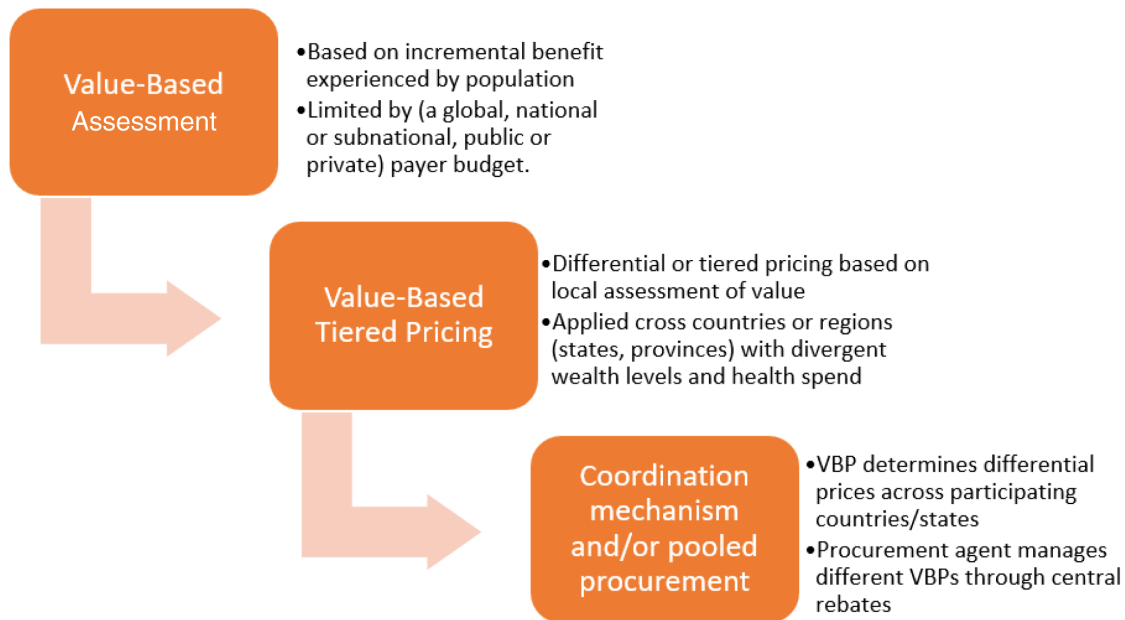 Value-Based
Assessment
•Based on incremental benefit
experienced by population
•Limited by (a global, national
or subnational, public or
private) payer budget.
Value-Based
Tiered Pricing
•Differential or tiered pricing based on
local assessment of value
•Applied cross countries or regions
(states, provinces) with divergent
wealth levels and health spend
Coordination
mechanism
and/or pooled
procurement
•VBP determines differential
prices across participating
countries/states
•Procurement agent manages
different VBPs through central
rebates